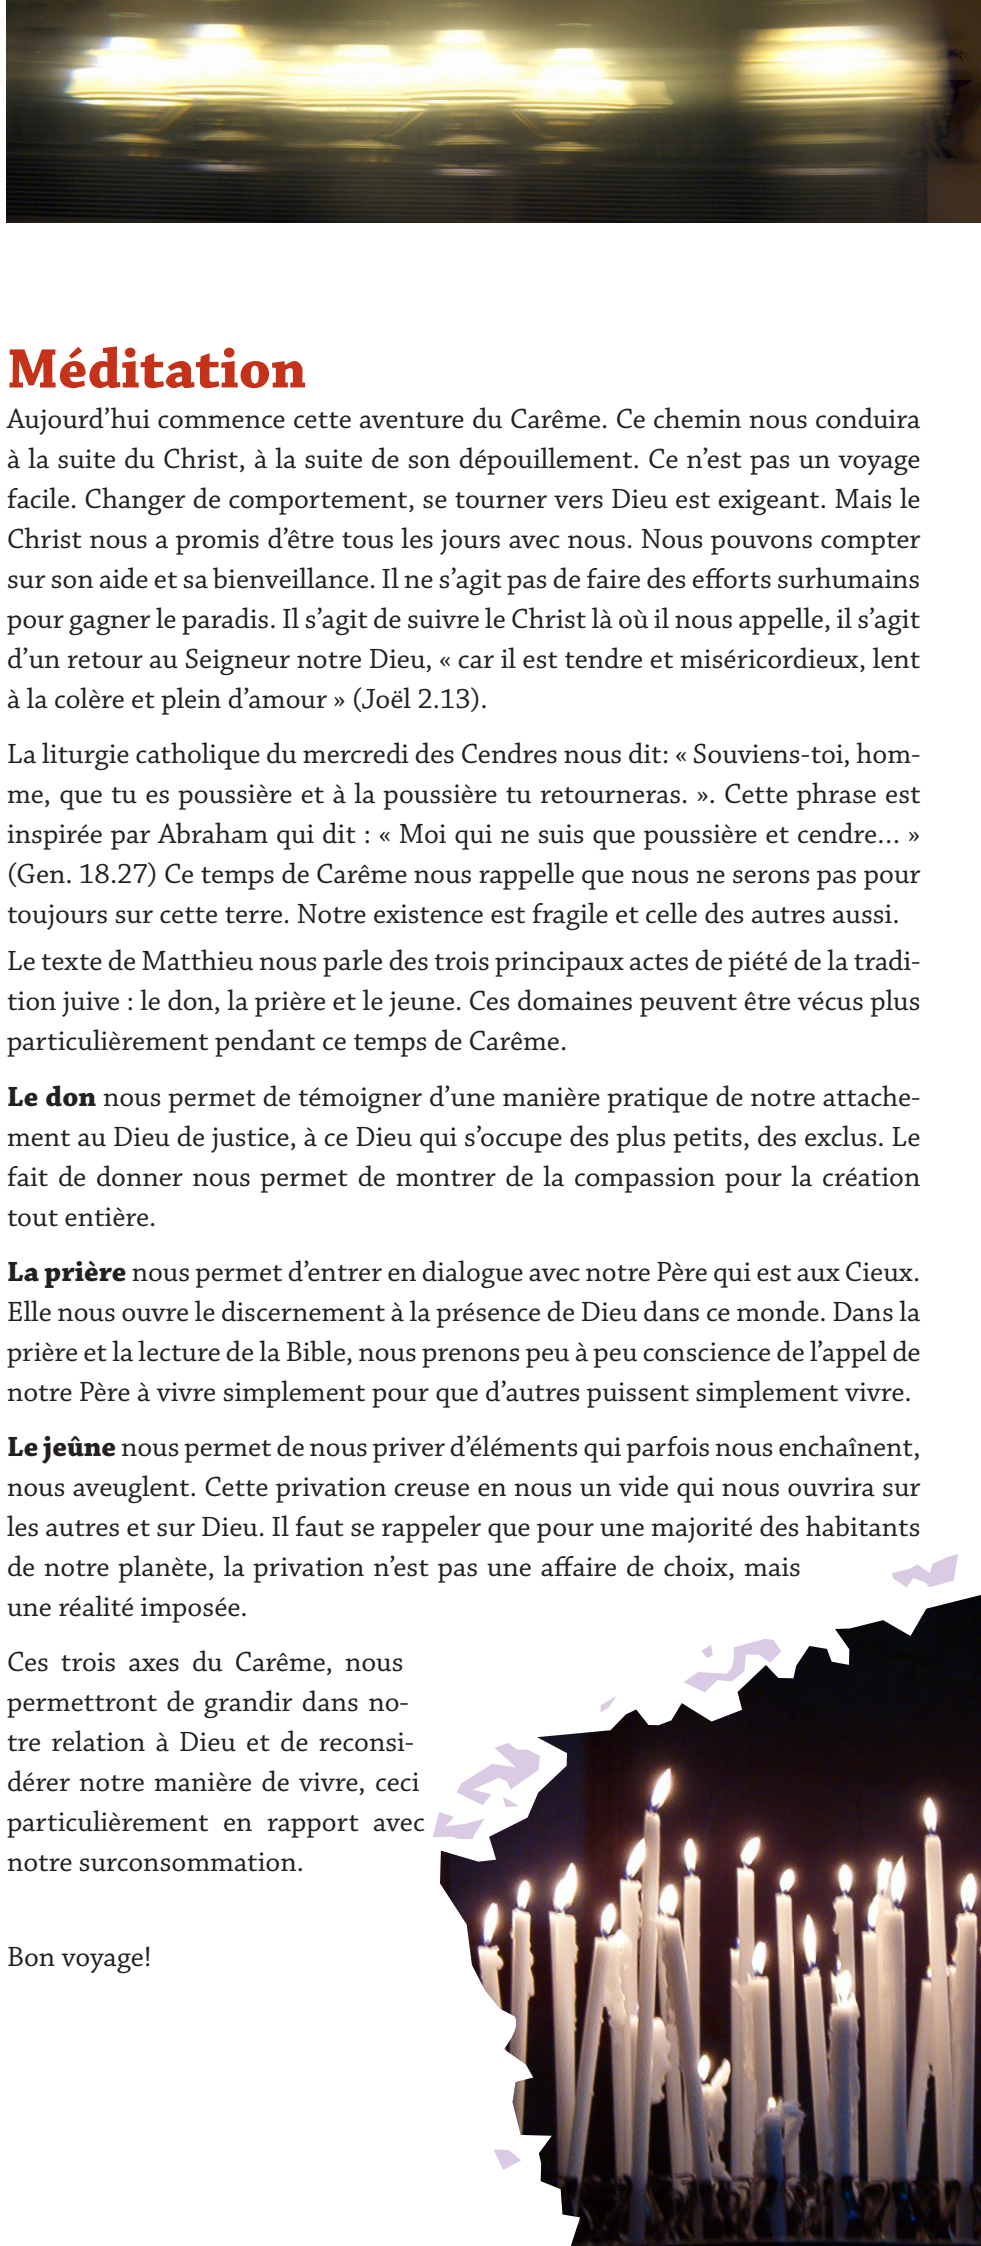 Méditation
Aujourd’hui commence cette aventure du Carême. Ce chemin nous conduira
à la suite du Christ, à la suite de son dépouillement. Ce n’est pas un voyage
facile. Changer de comportement, se tourner vers Dieu est exigeant. Mais le
Christ nous a promis d’être tous les jours avec nous. Nous pouvons compter
sur son aide et sa bienveillance. Il ne s’agit pas de faire des efforts surhumains
pour gagner le paradis. Il s’agit de suivre le Christ là où il nous appelle, il s’agit
d’un retour au Seigneur notre Dieu, « car il est tendre et miséricordieux, lent
à la colère et plein d’amour » (Joël 2.13).
La liturgie catholique du mercredi des Cendres nous dit: « Souviens-toi, hom-
me, que tu es poussière et à la poussière tu retourneras. ». Cette phrase est
inspirée par Abraham qui dit : « Moi qui ne suis que poussière et cendre... »
(Gen. 18.27) Ce temps de Carême nous rappelle que nous ne serons pas pour
toujours sur cette terre. Notre existence est fragile et celle des autres aussi.
Le texte de Matthieu nous parle des trois principaux actes de piété de la tradi-
tion juive : le don, la prière et le jeune. Ces domaines peuvent être vécus plus
particulièrement pendant ce temps de Carême.
Le don nous permet de témoigner d’une manière pratique de notre attache-
ment au Dieu de justice, à ce Dieu qui s’occupe des plus petits, des exclus. Le
fait de donner nous permet de montrer de la compassion pour la création
tout entière.
La prière nous permet d’entrer en dialogue avec notre Père qui est aux Cieux.
Elle nous ouvre le discernement à la présence de Dieu dans ce monde. Dans la
prière et la lecture de la Bible, nous prenons peu à peu conscience de l’appel de
notre Père à vivre simplement pour que d’autres puissent simplement vivre.
Le jeûne nous permet de nous priver d’éléments qui parfois nous enchaînent,
nous aveuglent. Cette privation creuse en nous un vide qui nous ouvrira sur
les autres et sur Dieu. Il faut se rappeler que pour une majorité des habitants
de notre planète, la privation n’est pas une affaire de choix, mais
une réalité imposée.
Ces trois axes du Carême, nous
permettront de grandir dans no-
tre relation à Dieu et de reconsi-
dérer notre manière de vivre, ceci
particulièrement en rapport avec
notre surconsommation.
Bon voyage!